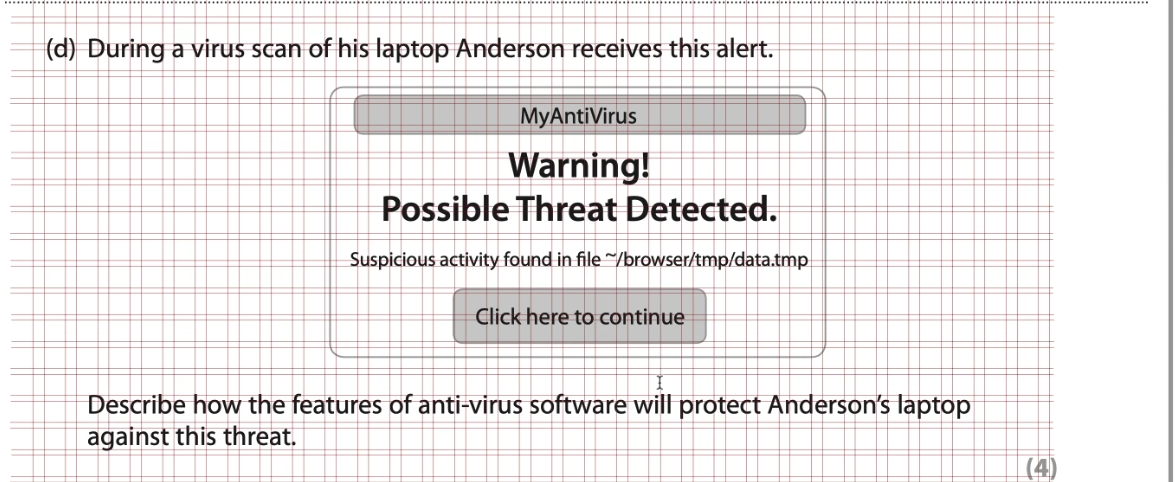 (d) During a virus scan of his laptop Anderson receives this alert.
MyAntiVirus
Warning!
Possible Threat Detected.
Suspicious activity found in file ~/browser/tmp/data.tmp
Click here to continue
Describe how the features of anti-virus software will protect Anderson's laptop
against this threat.
(4)